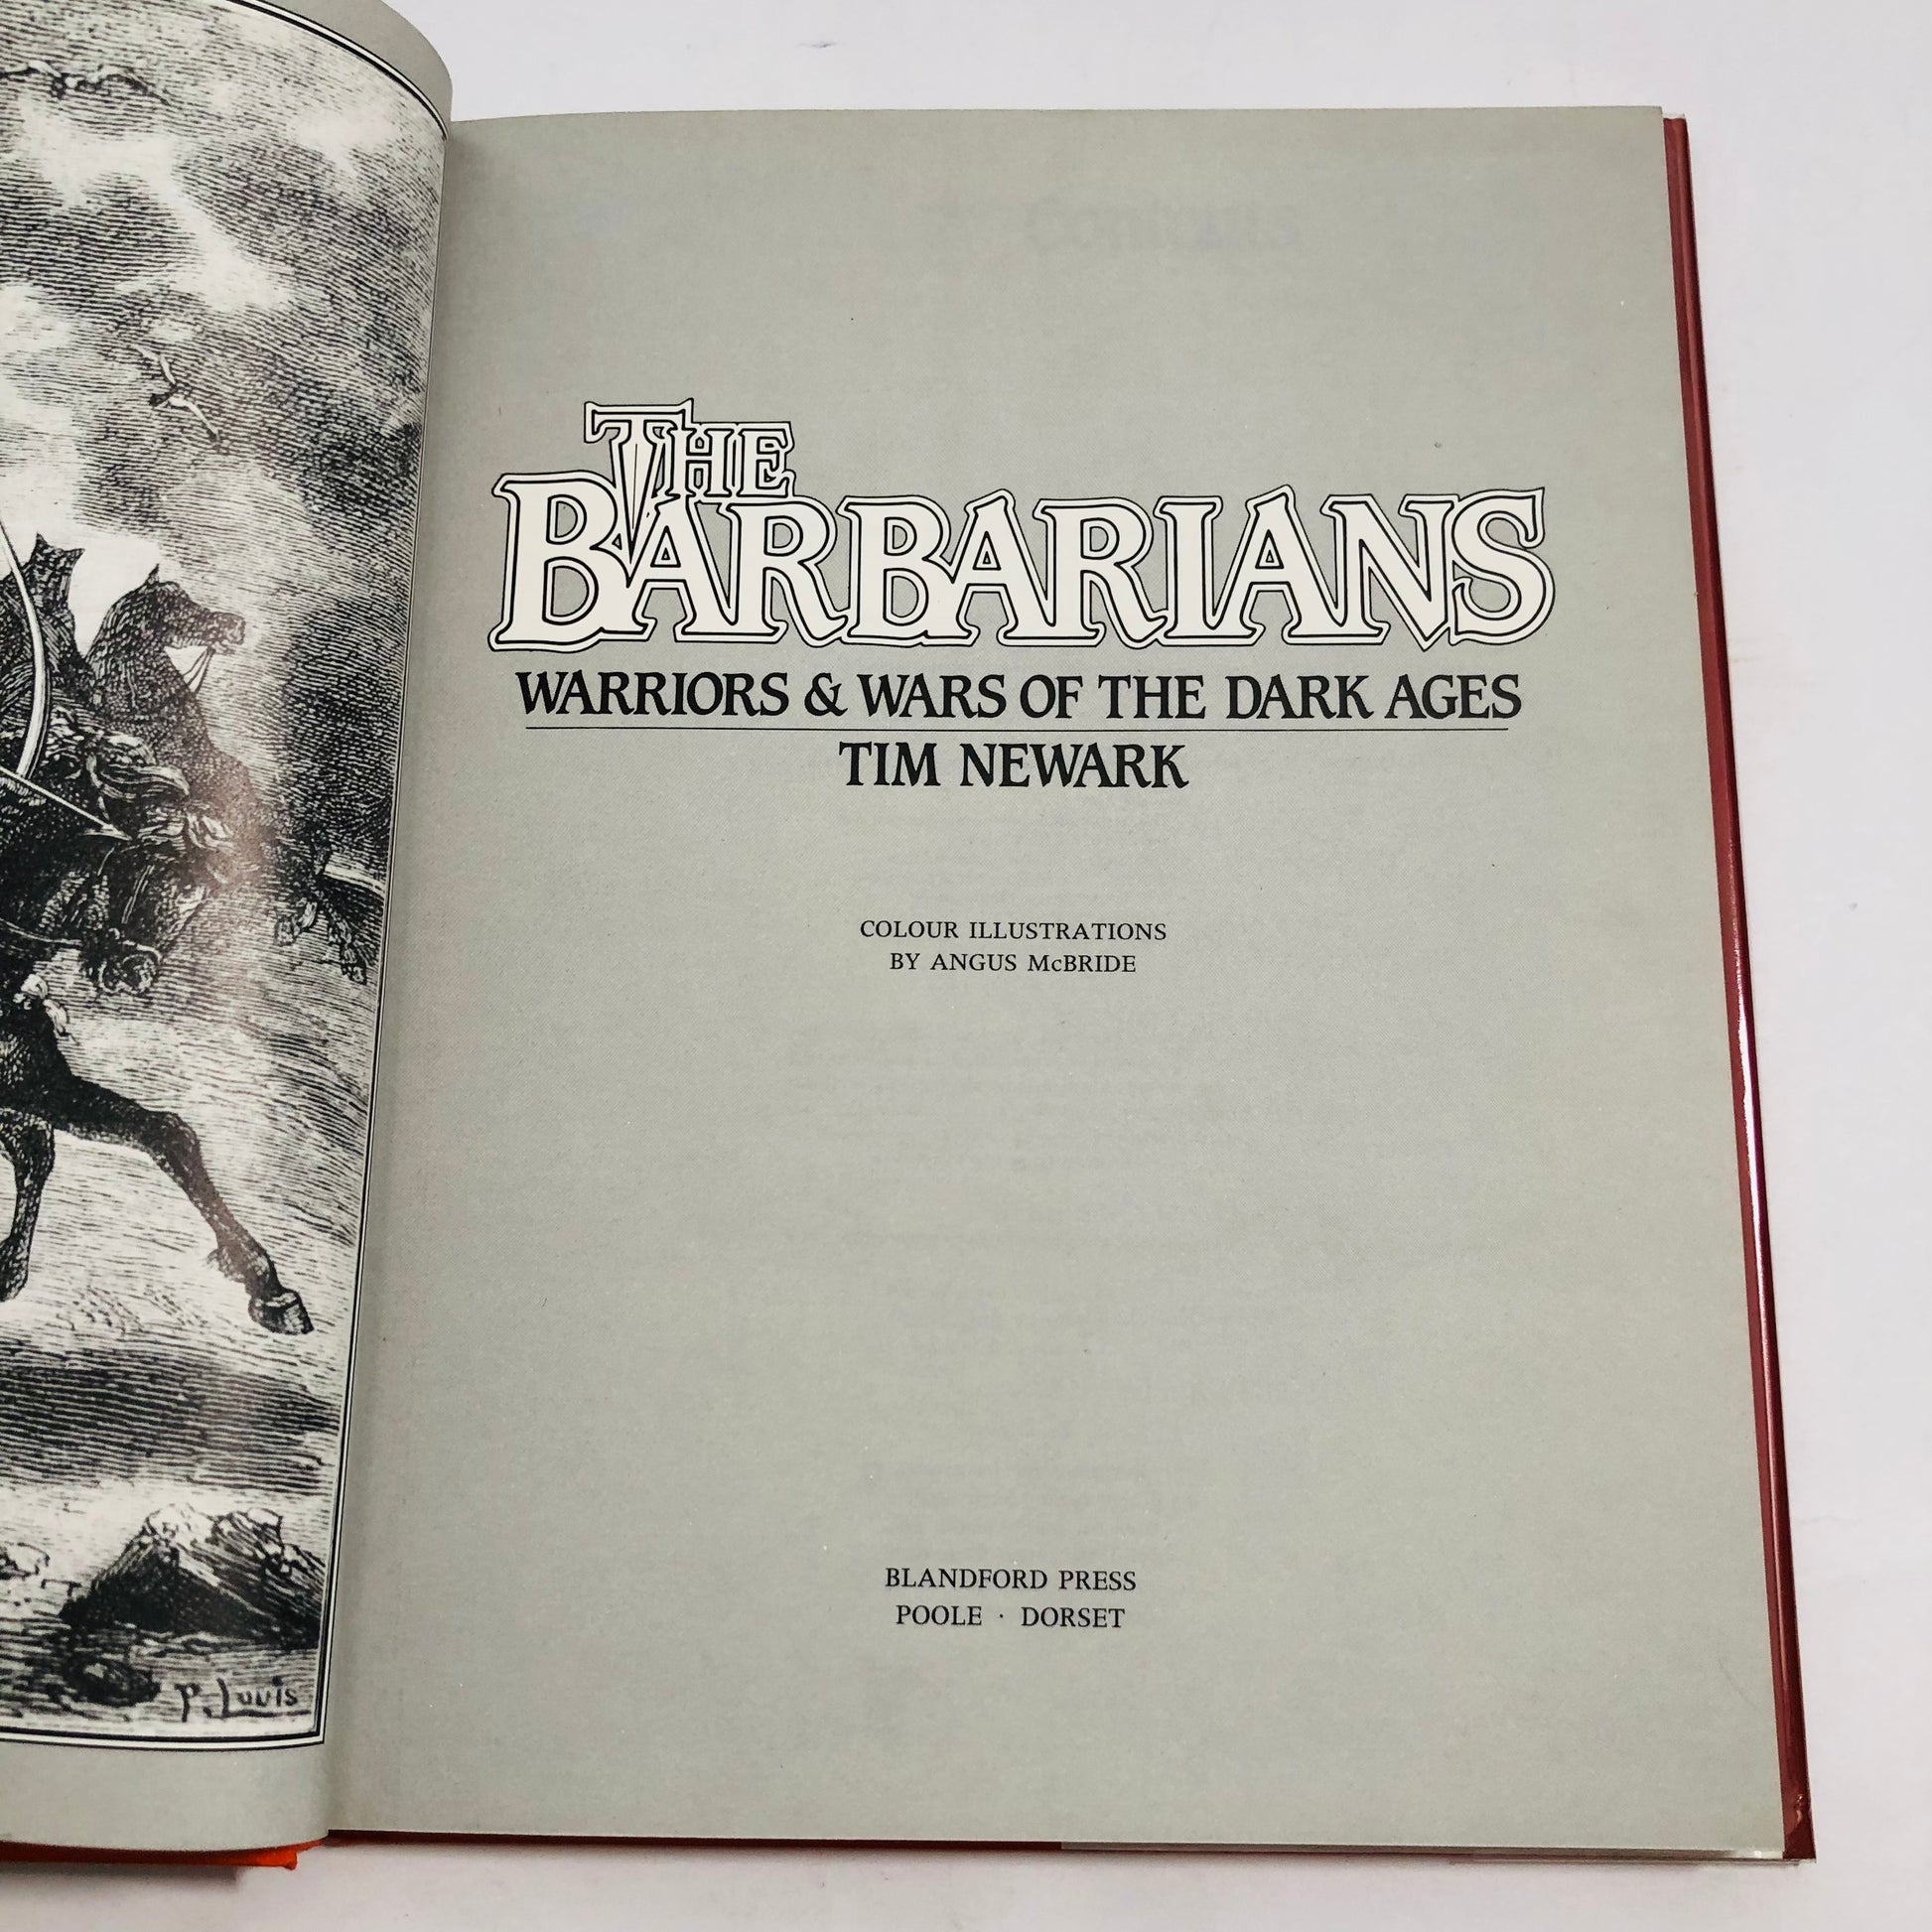 P. Louis
THE
BARBARIANS
WARRIORS & WARS OF THE DARK AGES
TIM NEWARK
COLOUR ILLUSTRATIONS
BY ANGUS McBRIDE
BLANDFORD PRESS
POOLE · DORSET